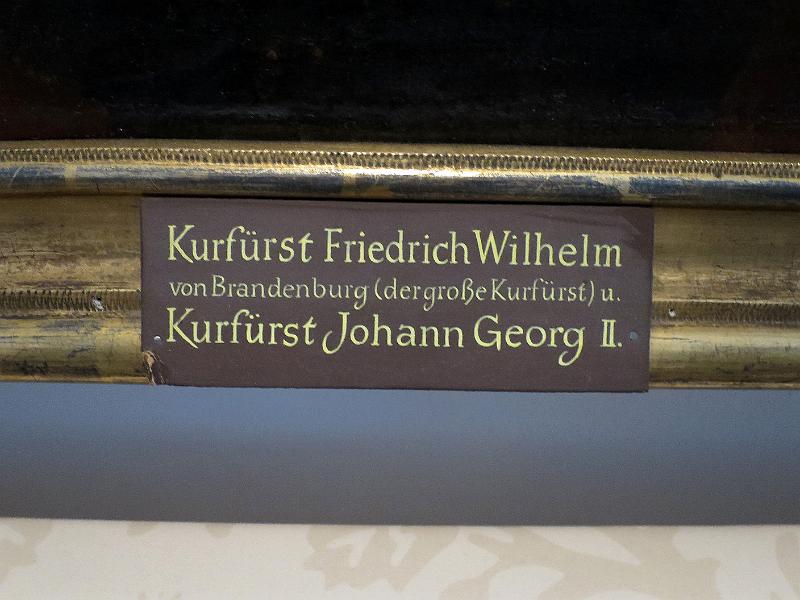 Kurfürst Friedrich Wilhelm
von Brandenburg (der große Kurfürst) u.
Kurfürst Johann Georg II.